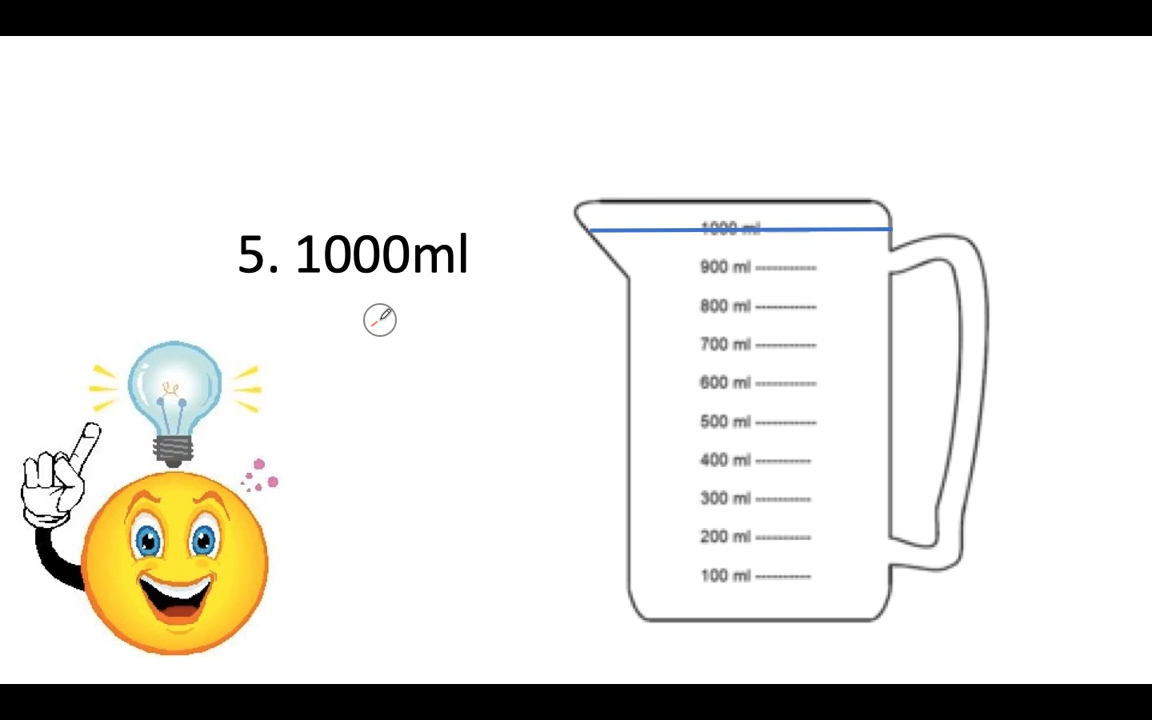 5. 1000ml
1000 ml
900 ml ------------
800 ml ------------
700 ml ------------
600 ml ------------
500 ml ------------
400 ml -----------
300 ml -----------
200 ml -----------
100 ml -----------